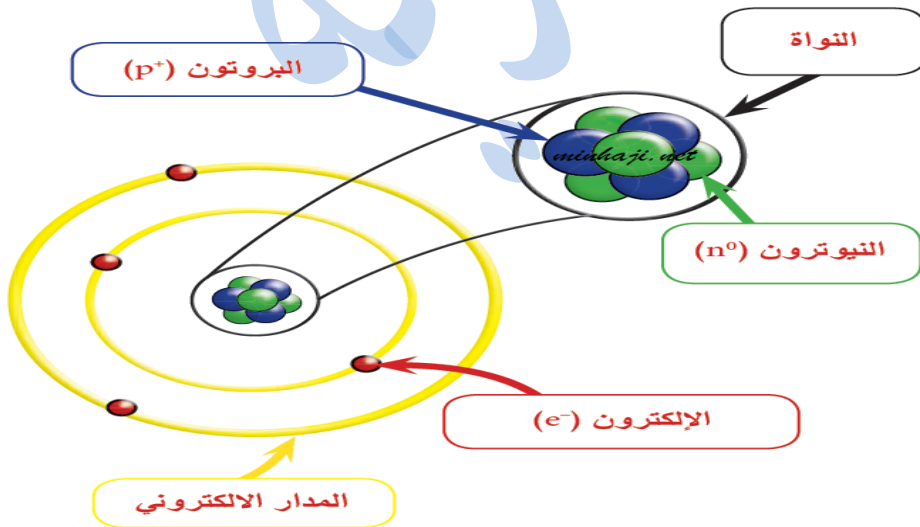 النواة
البروتون (p⁺)
minhaji.net
النيوترون (n⁰)
الإلكترون (e⁻)
المدار الالكتروني